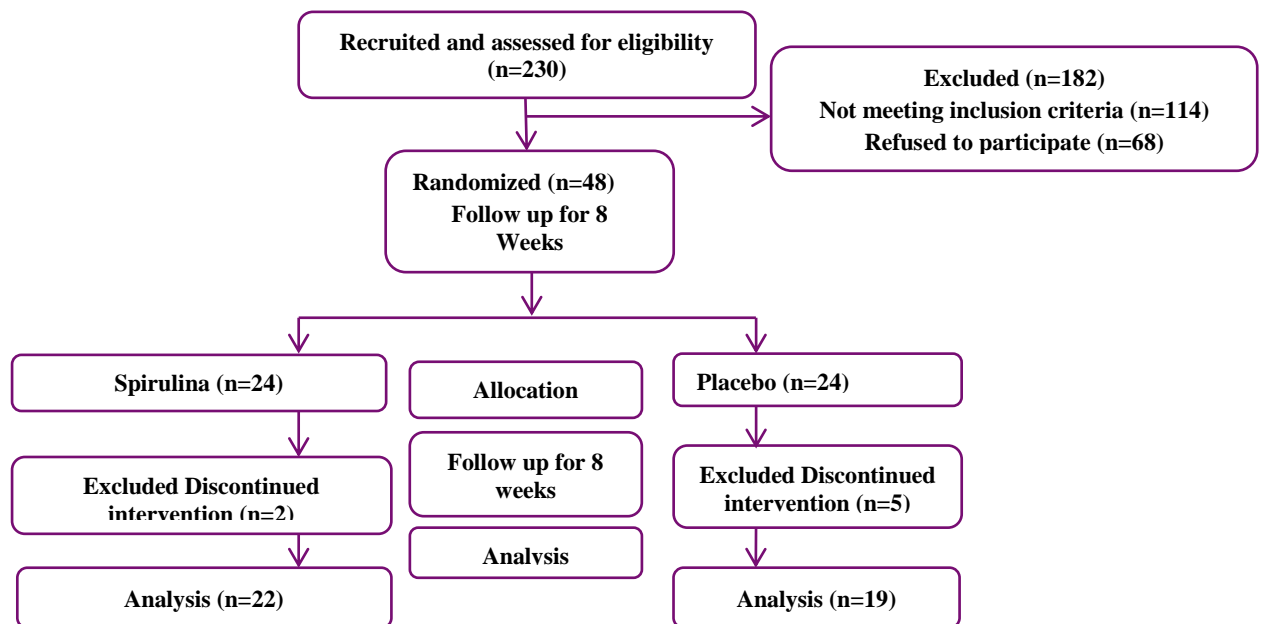 Recruited and assessed for eligibility
(n=230)
Excluded (n=182)
Not meeting inclusion criteria (n=114)
Refused to participate (n=68)
Randomized (n=48)
Follow up for 8
Weeks
Spirulina (n=24)
Allocation
Placebo (n=24)
Excluded Discontinued
intervention (n=2)
Follow up for 8
weeks
Excluded Discontinued
intervention (n=5)
Analysis
Analysis (n=22)
Analysis (n=19)